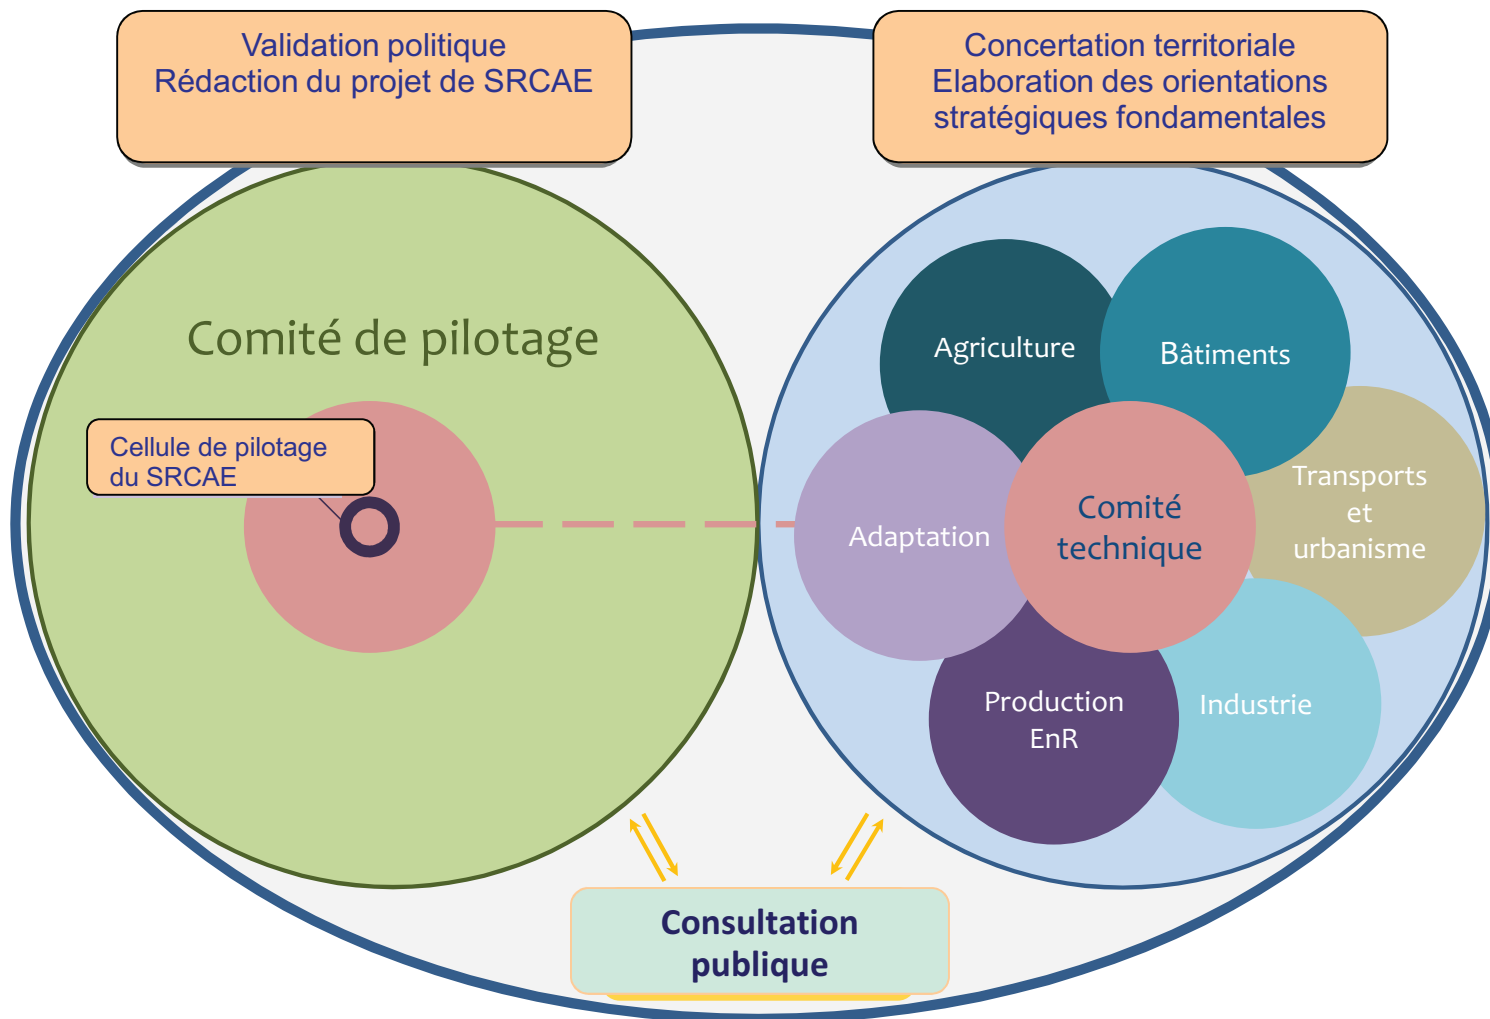 Validation politique
Rédaction du projet de SRCAE
Concertation territoriale
Elaboration des orientations
stratégiques fondamentales
Comité de pilotage
Cellule de pilotage
du SRCAE
Agriculture
Bâtiments
Transports
et
urbanisme
Comité
technique
Adaptation
Production
EnR
Industrie
Consultation
publique